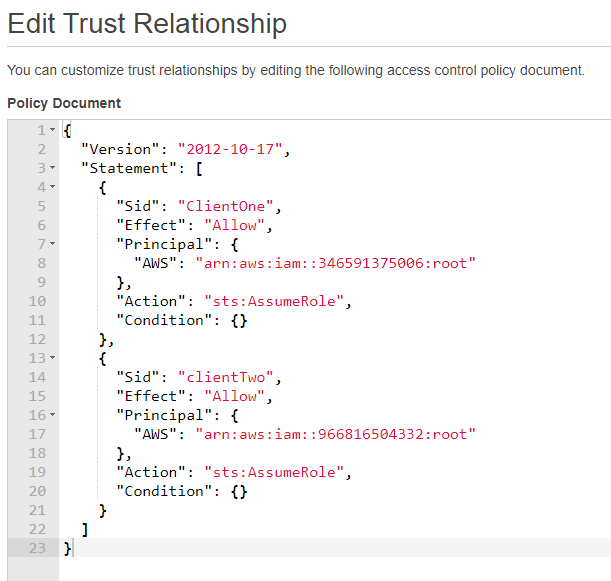 Edit Trust Relationship
You can customize trust relationships by editing the following access control policy document.
Policy Document
1 {
2 "Version": "2012-10-17",
3 "Statement": [
4 {
5 "Sid": "ClientOne",
6 "Effect": "Allow",
7 "Principal": {
8 "AWS": "arn:aws:iam::346591375006:root"
9 },
10 "Action": "sts:AssumeRole",
11 "Condition": {}
12 },
13 {
14 "Sid": "clientTwo",
15 "Effect": "Allow",
16 "Principal": {
17 "AWS": "arn:aws:iam::966816504332:root"
18 },
19 "Action": "sts:AssumeRole",
20 "Condition": {}
21 }
22 ]
23 }